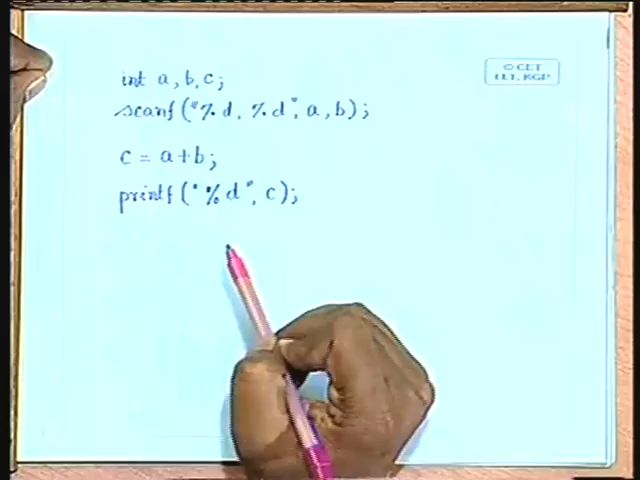 int a, b, c;
scanf("%d, %d", a, b);
c = a+b;
printf("%d", c);
© CET
I.I.T. KGP